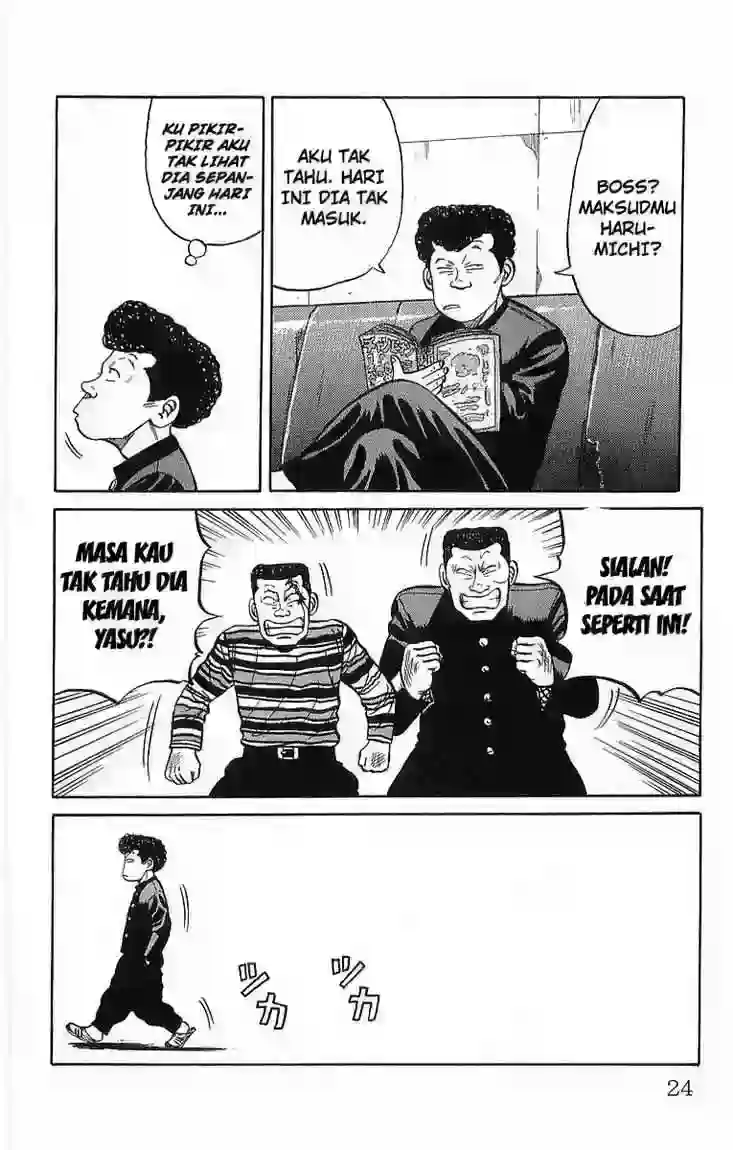 BOSS?
MAKSUDMU
HARU-
MICHI?
AKU TAK
TAHU. HARI
INI DIA TAK
MASUK.
KU PIKIR-
PIKIR AKU
TAK LIHAT
DIA SEPAN-
JANG HARI
INI...
SIALAN!
PADA SAAT
SEPERTI INI!
MASA KAU
TAK TAHU DIA
KEMANA,
YASU?!
ツカ
ツカ
24